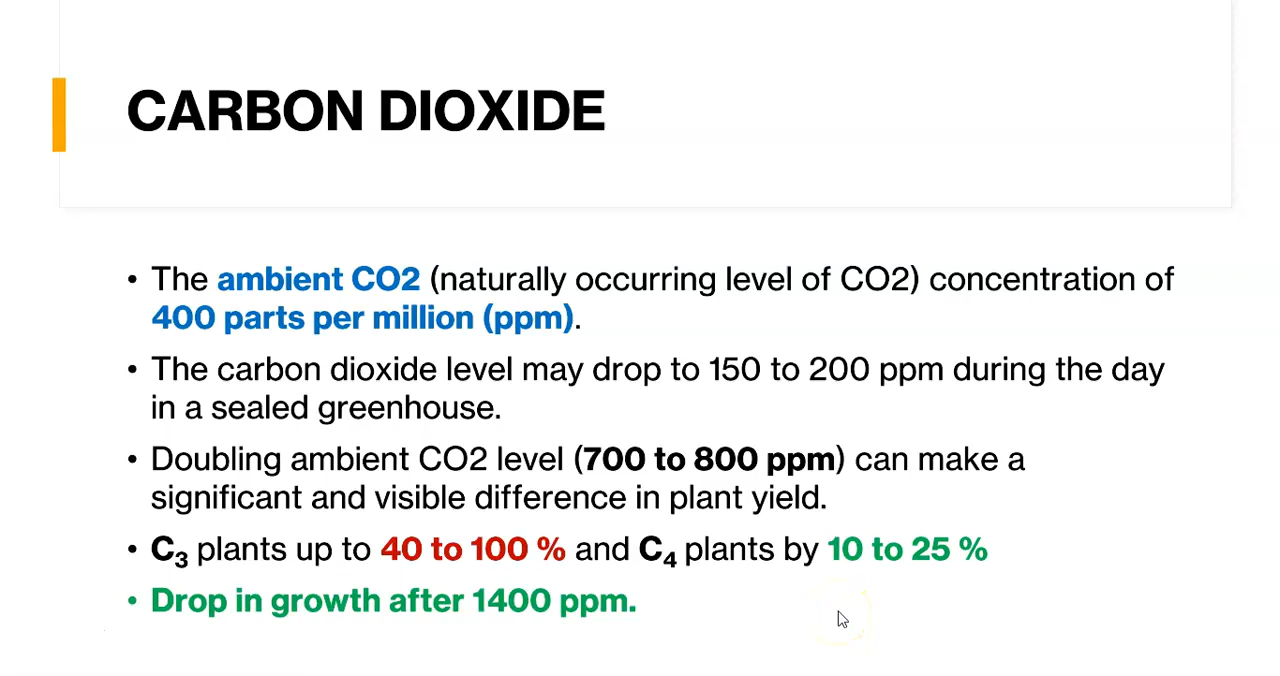 CARBON DIOXIDE
• The ambient CO2 (naturally occurring level of CO2) concentration of
400 parts per million (ppm).
• The carbon dioxide level may drop to 150 to 200 ppm during the day
in a sealed greenhouse.
• Doubling ambient CO2 level (700 to 800 ppm) can make a
significant and visible difference in plant yield.
• C₃ plants up to 40 to 100 % and C₄ plants by 10 to 25 %
• Drop in growth after 1400 ppm.